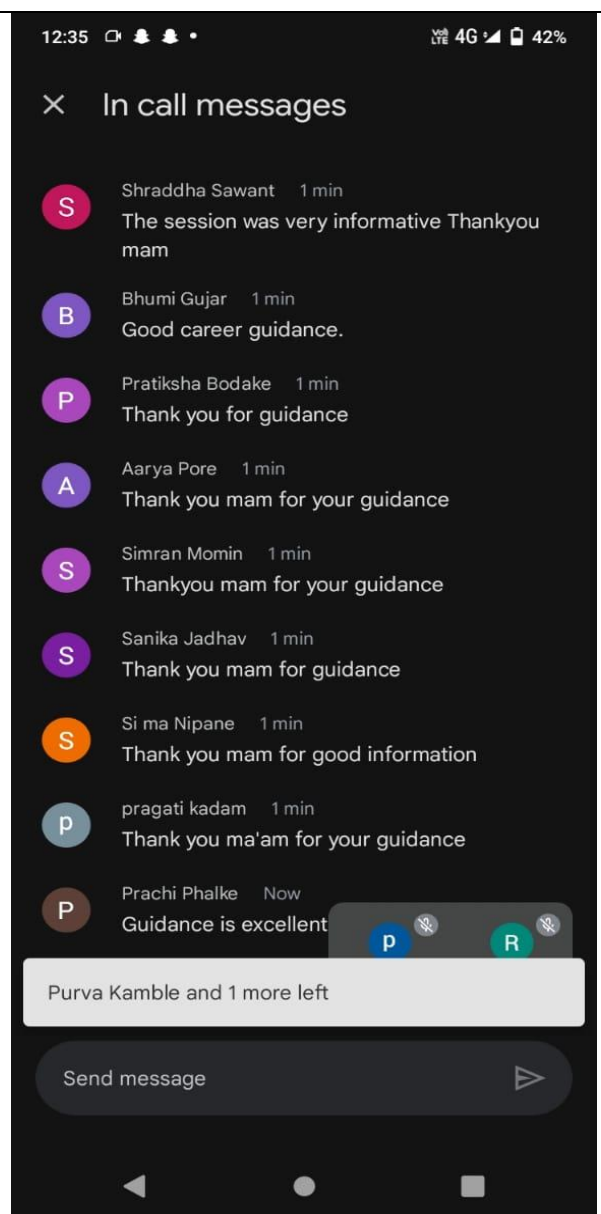 12:35 VoD LTE 4G 42%
In call messages
S
Shraddha Sawant 1 min
The session was very informative Thankyou
mam
B
Bhumi Gujar 1 min
Good career guidance.
P
Pratiksha Bodake 1 min
Thank you for guidance
A
Aarya Pore 1 min
Thank you mam for your guidance
S
Simran Momin 1 min
Thankyou mam for your guidance
S
Sanika Jadhav 1 min
Thank you mam for guidance
S
Si ma Nipane 1 min
Thank you mam for good information
p
pragati kadam 1 min
Thank you ma'am for your guidance
P
Prachi Phalke Now
Guidance is excellent
p R
Purva Kamble and 1 more left
Send message